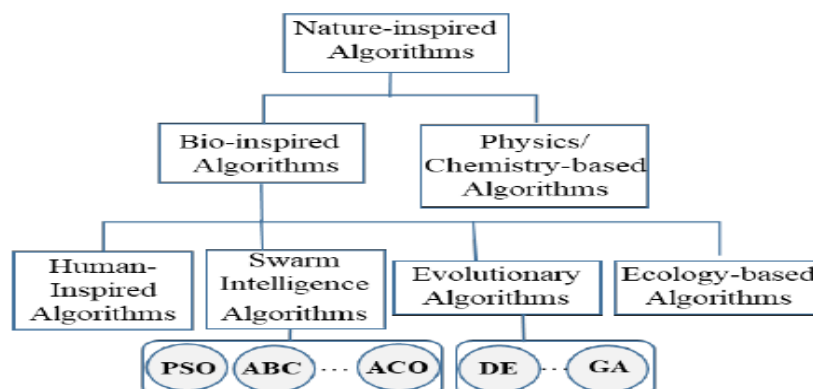 Nature-inspired
Algorithms
Bio-inspired
Algorithms
Physics/
Chemistry-based
Algorithms
Human-
Inspired
Algorithms
Swarm
Intelligence
Algorithms
Evolutionary
Algorithms
Ecology-based
Algorithms
PSO ABC ... ACO
DE ... GA